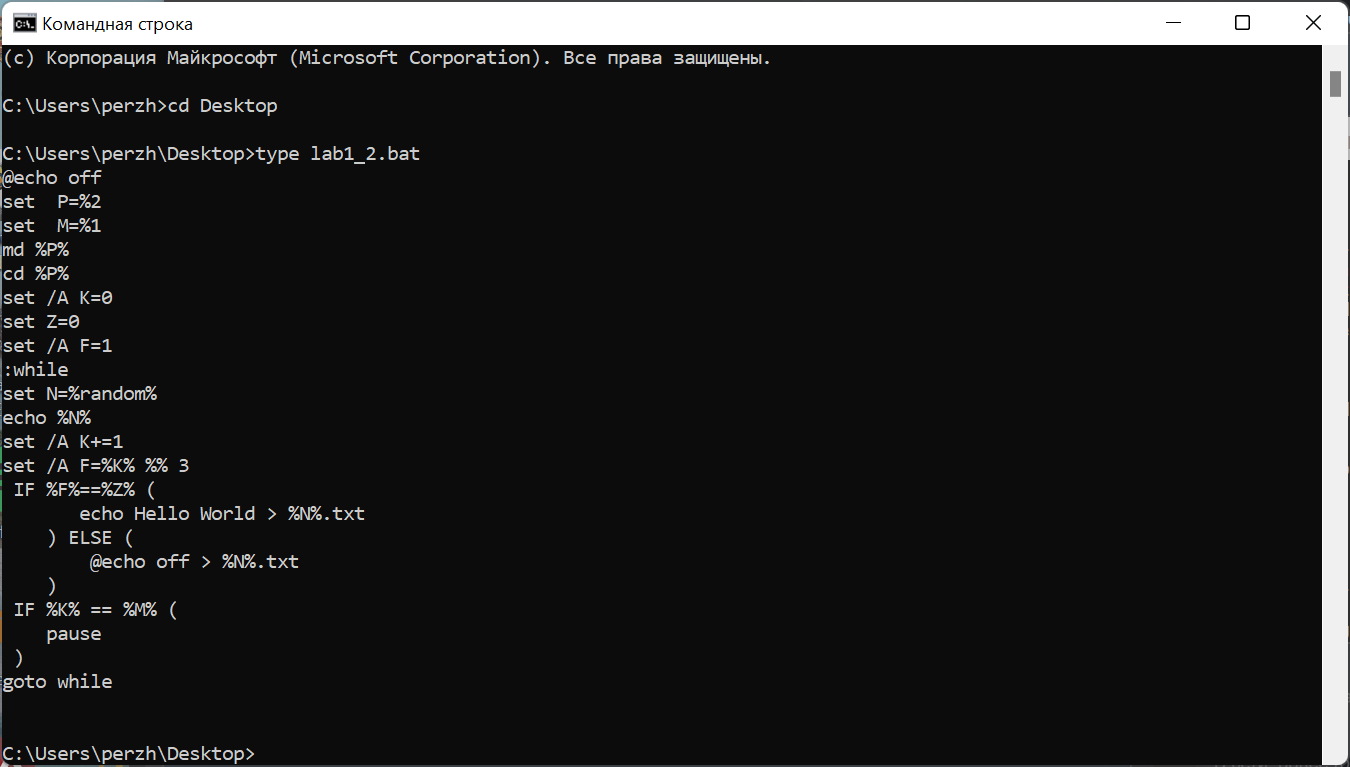 Командная строка
(c) Корпорация Майкрософт (Microsoft Corporation). Все права защищены.
C:\Users\perzh>cd Desktop
C:\Users\perzh\Desktop>type lab1_2.bat
@echo off
set  P=%2
set  M=%1
md %P%
cd %P%
set /A K=0
set Z=0
set /A F=1
:while
set N=%random%
echo %N%
set /A K+=1
set /A F=%K% %% 3
 IF %F%==%Z% (
       echo Hello World > %N%.txt
    ) ELSE (
        @echo off > %N%.txt
    )
 IF %K% == %M% (
    pause
 )
goto while
C:\Users\perzh\Desktop>